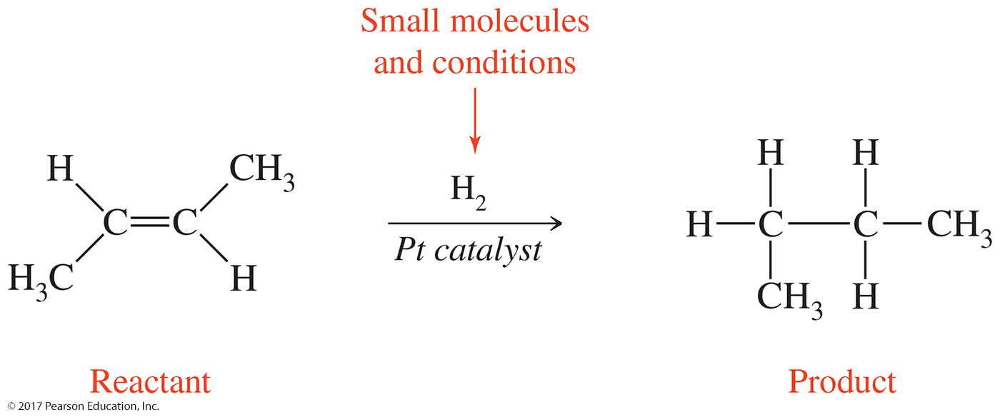 Small molecules
and conditions
H CH₃
H₂
C=C
Pt catalyst
H₃C H
H H
H—C—C—CH₃
CH₃ H
Reactant
Product
© 2017 Pearson Education, Inc.